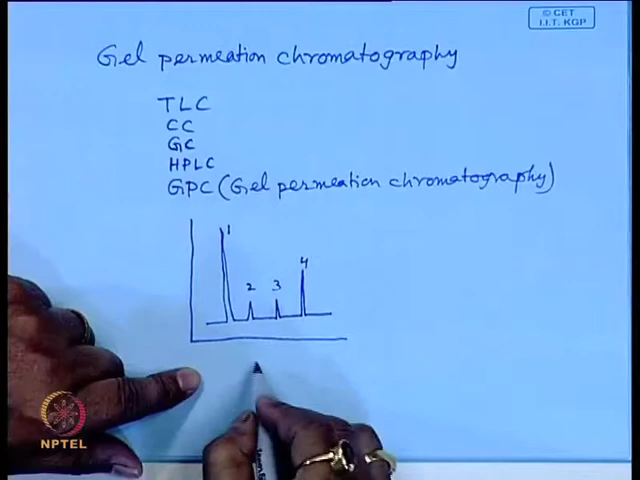 © CET
I.I.T. KGP
Gel permeation chromatography
TLC
CC
GC
HPLC
GPC (Gel permeation chromatography)
1
2 3 4
NPTEL